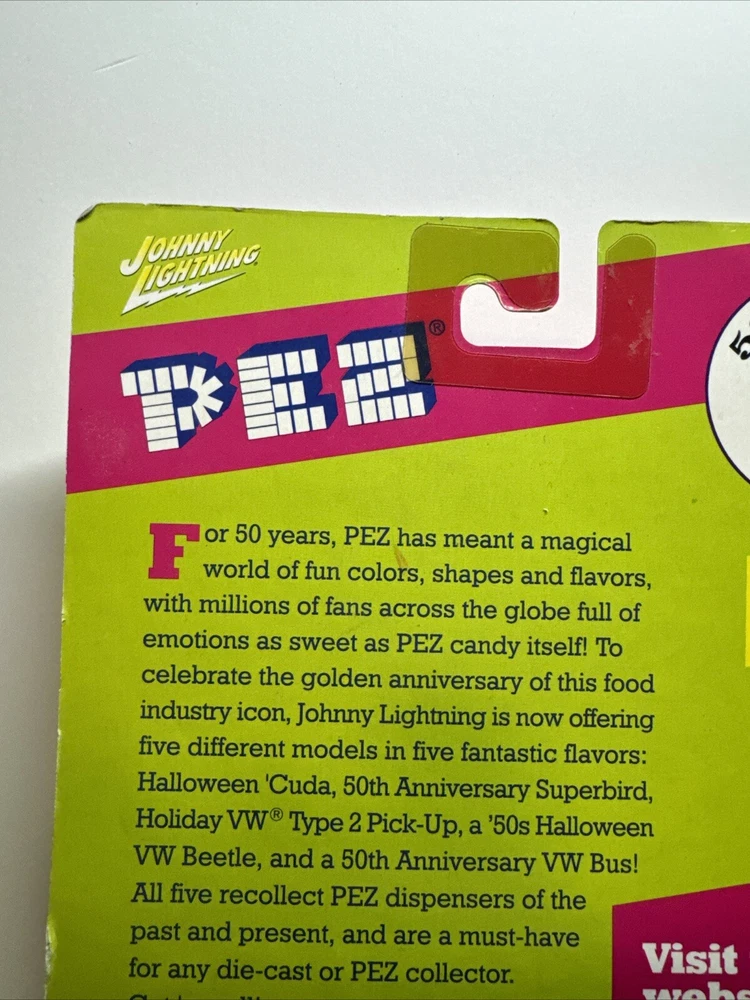 JOHNNY
LIGHTNING
PEZ®
For 50 years, PEZ has meant a magical
world of fun colors, shapes and flavors,
with millions of fans across the globe full of
emotions as sweet as PEZ candy itself! To
celebrate the golden anniversary of this food
industry icon, Johnny Lightning is now offering
five different models in five fantastic flavors:
Halloween 'Cuda, 50th Anniversary Superbird,
Holiday VW® Type 2 Pick-Up, a '50s Halloween
VW Beetle, and a 50th Anniversary VW Bus!
All five recollect PEZ dispensers of the
past and present, and are a must-have
for any die-cast or PEZ collector.
5
Visit